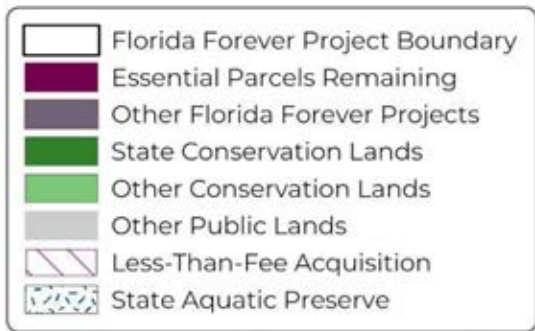 Florida Forever Project Boundary
Essential Parcels Remaining
Other Florida Forever Projects
State Conservation Lands
Other Conservation Lands
Other Public Lands
Less-Than-Fee Acquisition
State Aquatic Preserve